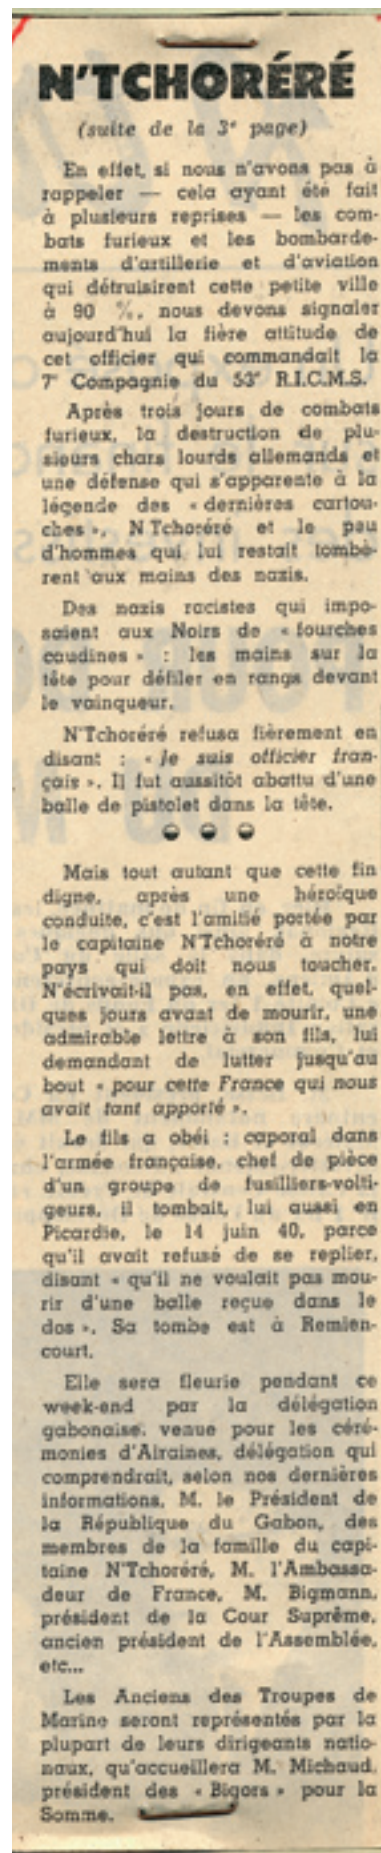 N'TCHORÉRÉ
(suite de la 3e page)
En effet, si nous n'avons pas à
rappeler — cela ayant été fait
à plusieurs reprises — les com-
bats furieux et les bombarde-
ments d'artillerie et d'aviation
qui détruisirent cette petite ville
à 90 %, nous devons signaler
aujourd'hui la fière attitude de
cet officier qui commandait la
7e Compagnie du 53e R.I.C.M.S.
Après trois jours de combats
furieux, la destruction de plu-
sieurs chars lourds allemands et
une défense qui s'apparente à la
légende des « dernières cartou-
ches », N'Tchoréré et le peu
d'hommes qui lui restait tombè-
rent aux mains des nazis.
Des nazis racistes qui impo-
saient aux Noirs de « fourches
caudines » : les mains sur la
tête pour défiler en rangs devant
le vainqueur.
N'Tchoréré refusa fièrement en
disant : « Je suis officier fran-
çais ». Il fut aussitôt abattu d'une
balle de pistolet dans la tête.
Mais tout autant que cette fin
digne, après une héroïque
conduite, c'est l'amitié portée par
le capitaine N'Tchoréré à notre
pays qui doit nous toucher.
N'écrivait-il pas, en effet, quel-
ques jours avant de mourir, une
admirable lettre à son fils, lui
demandant de lutter jusqu'au
bout « pour cette France qui nous
avait tant apporté ».
Le fils a obéi : caporal dans
l'armée française, chef de pièce
d'un groupe de fusilliers-volti-
geurs, il tombait, lui aussi en
Picardie, le 14 juin 40, parce
qu'il avait refusé de se replier,
disant « qu'il ne voulait pas mou-
rir d'une balle reçue dans le
dos ». Sa tombe est à Remien-
court.
Elle sera fleurie pendant ce
week-end par la délégation
gabonaise, venue pour les céré-
monies d'Airaines, délégation qui
comprendrait, selon nos dernières
informations, M. le Président de
la République du Gabon, des
membres de la famille du capi-
taine N'Tchoréré, M. l'Ambassa-
deur de France, M. Bigmann,
président de la Cour Suprême,
ancien président de l'Assemblée,
etc...
Les Anciens des Troupes de
Marine seront représentés par la
plupart de leurs dirigeants natio-
naux, qu'accueillera M. Michaud,
président des « Bigors » pour la
Somme.